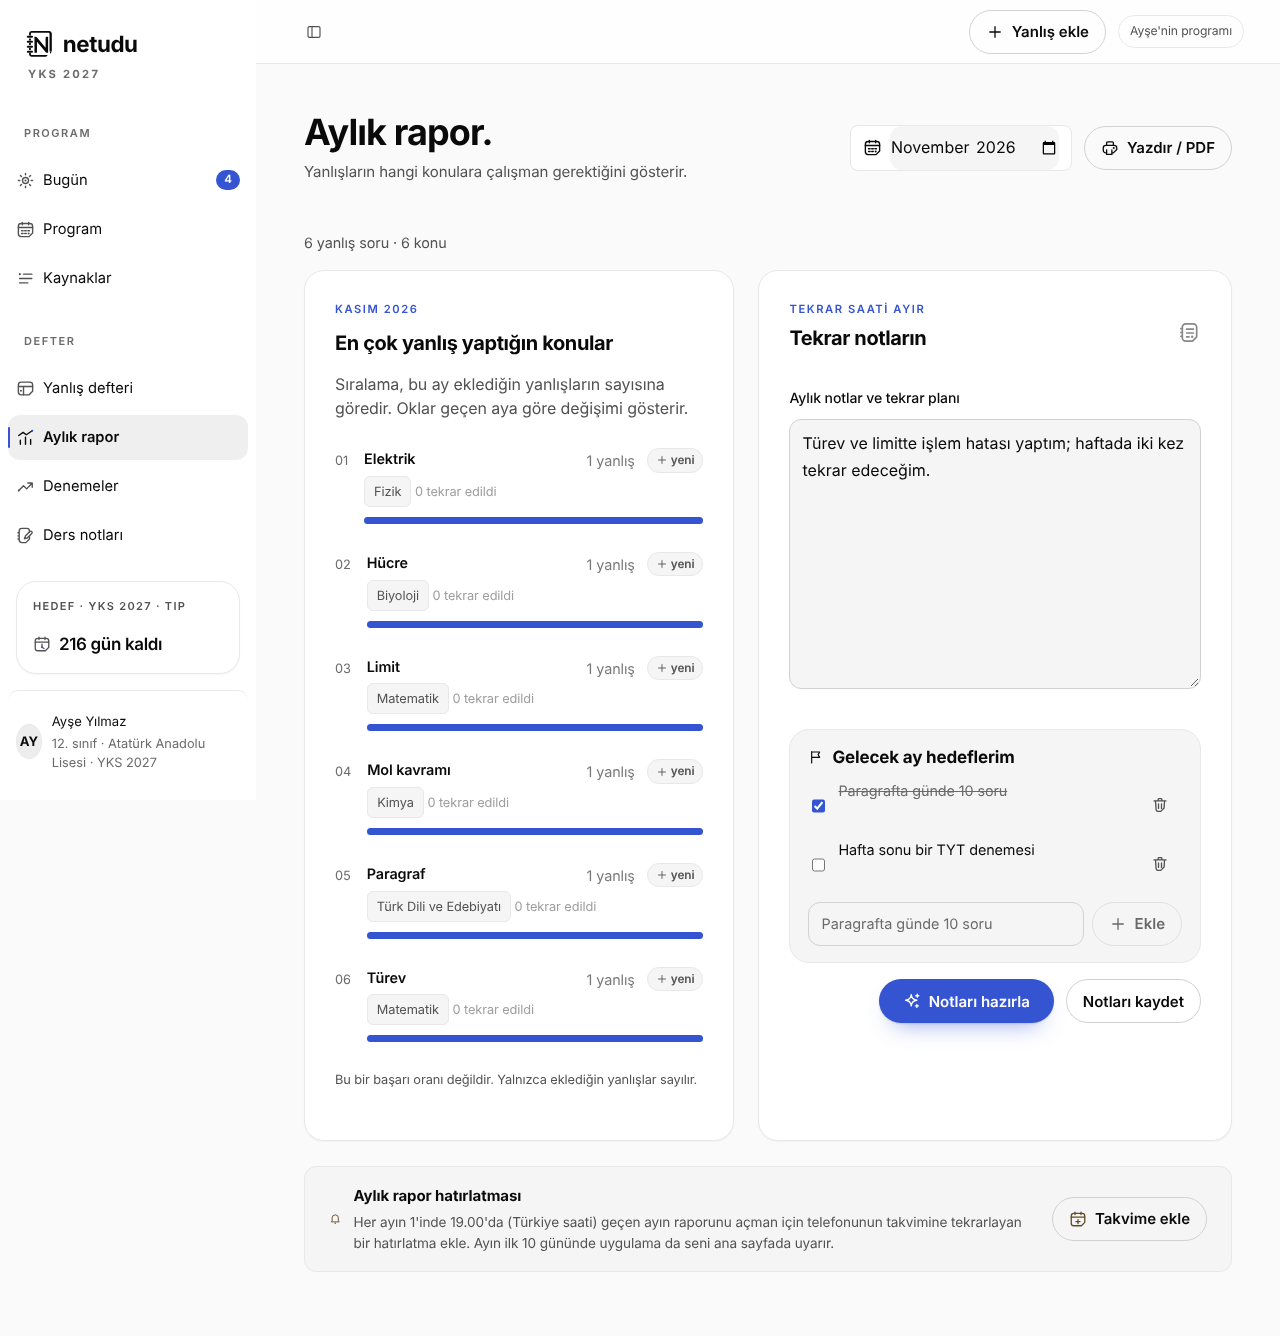 netudu
YKS 2027
PROGRAM
Bugün
4
Program
Kaynaklar
DEFTER
Yanlış defteri
Aylık rapor
Denemeler
Ders notları
HEDEF · YKS 2027 · TIP
216 gün kaldı
AY
Ayşe Yılmaz
12. sınıf · Atatürk Anadolu
Lisesi · YKS 2027
Yanlış ekle
Ayşe'nin programı
Aylık rapor.
Yanlışların hangi konulara çalışman gerektiğini gösterir.
November 2026
Yazdır / PDF
6 yanlış soru · 6 konu
KASIM 2026
En çok yanlış yaptığın konular
Sıralama, bu ay eklediğin yanlışların sayısına
göredir. Oklar geçen aya göre değişimi gösterir.
01 Elektrik 1 yanlış + yeni
Fizik 0 tekrar edildi
02 Hücre 1 yanlış + yeni
Biyoloji 0 tekrar edildi
03 Limit 1 yanlış + yeni
Matematik 0 tekrar edildi
04 Mol kavramı 1 yanlış + yeni
Kimya 0 tekrar edildi
05 Paragraf 1 yanlış + yeni
Türk Dili ve Edebiyatı 0 tekrar edildi
06 Türev 1 yanlış + yeni
Matematik 0 tekrar edildi
Bu bir başarı oranı değildir. Yalnızca eklediğin yanlışlar sayılır.
TEKRAR SAATİ AYIR
Tekrar notların
Aylık notlar ve tekrar planı
Türev ve limitte işlem hatası yaptım; haftada iki kez
tekrar edeceğim.
Gelecek ay hedeflerim
Paragrafta günde 10 soru
Hafta sonu bir TYT denemesi
Paragrafta günde 10 soru
+ Ekle
Notları hazırla
Notları kaydet
Aylık rapor hatırlatması
Her ayın 1'inde 19.00'da (Türkiye saati) geçen ayın raporunu açman için telefonunun takvimine tekrarlayan
bir hatırlatma ekle. Ayın ilk 10 gününde uygulama da seni ana sayfada uyarır.
Takvime ekle